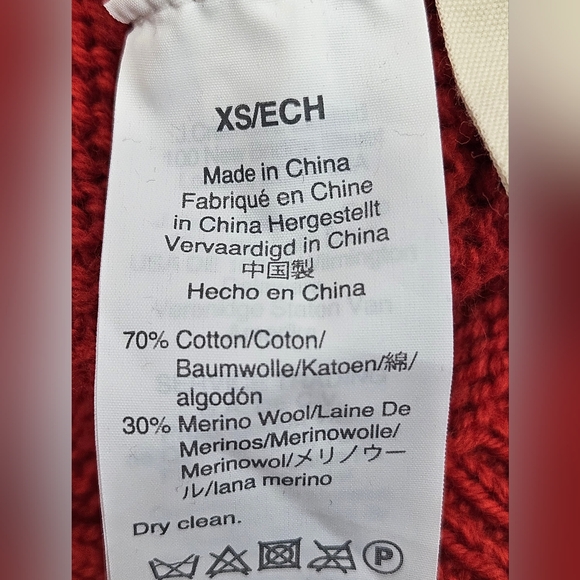 XS/ECH
Made in China
Fabriqué en Chine
in China Hergestellt
Vervaardigd in China
中国製
Hecho en China
70% Cotton/Coton/
Baumwolle/Katoen/綿/
algodón
30% Merino Wool/Laine De
Merinos/Merinowolle/
Merinowol/メリノウー
ル/lana merino
Dry clean.
P